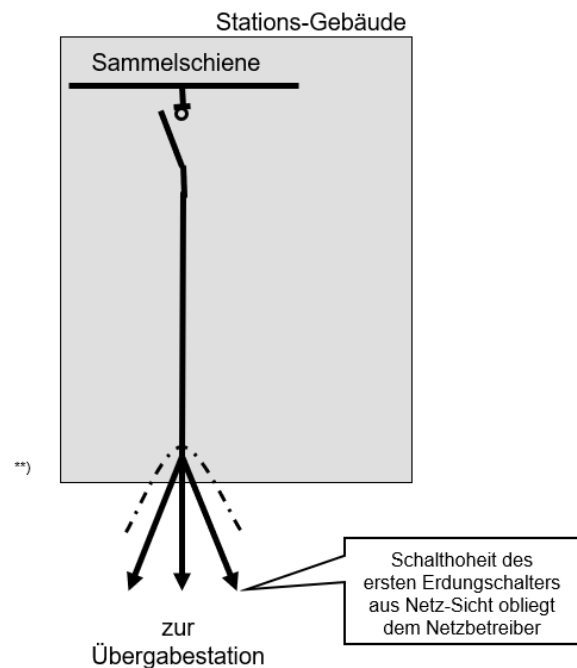 Stations-Gebäude
Sammelschiene
**)
Schalthoheit des
ersten Erdungschalters
aus Netz-Sicht obliegt
dem Netzbetreiber
zur
Übergabestation